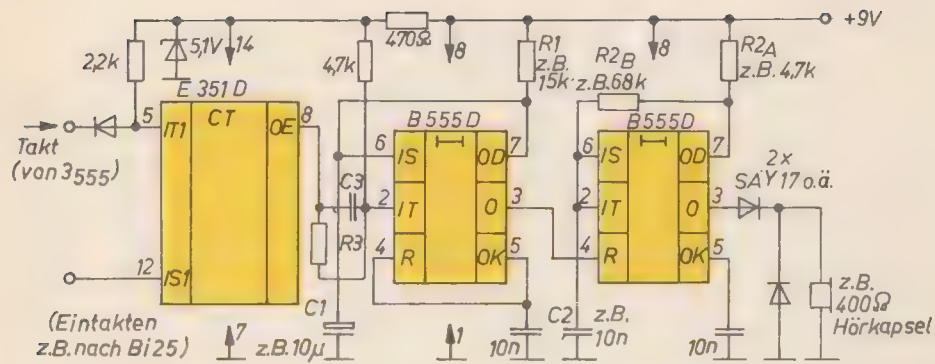 +9V
2,2k
5,1V
14
4,7k
470Ω
8
R1
z.B.
15k
R2B
z.B.68k
8
R2A
z.B.4,7k
E 351 D
5
IT1
CT
OE
8
Takt
(von 3555)
12
IS1
(Eintakten
z.B. nach Bi25)
7
C3
R3
C1
z.B.10µ
B 555 D
6
IS
OD
7
2
IT
O
3
4
R
OK
5
1
10n
C2
z.B.
10n
B 555 D
6
IS
OD
7
2
IT
O
3
4
R
OK
5
10n
2x
SAY 17 o.ä.
z.B.
400Ω
Hörkapsel